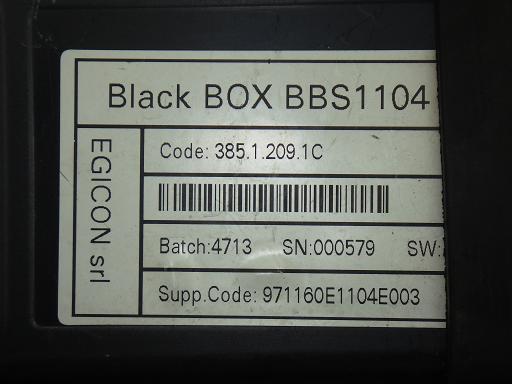 Black BOX BBS1104
EGICON srl
Code: 385.1.209.1C
Batch:4713 SN:000579 SW:
Supp.Code: 971160E1104E003